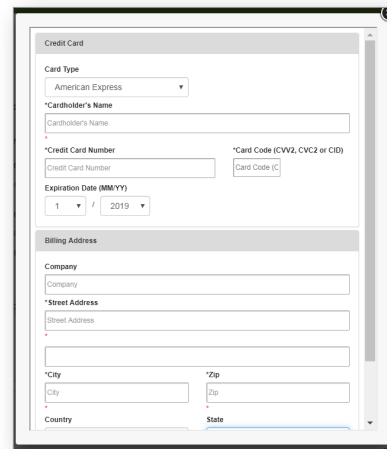 Credit Card
Card Type
American Express
*Cardholder's Name
Cardholder's Name
*
*Credit Card Number *Card Code (CVV2, CVC2 or CID)
Credit Card Number Card Code (C
Expiration Date (MM/YY)
1 / 2019
Billing Address
Company
Company
*Street Address
Street Address
*
*City *Zip
City Zip
* *
Country State